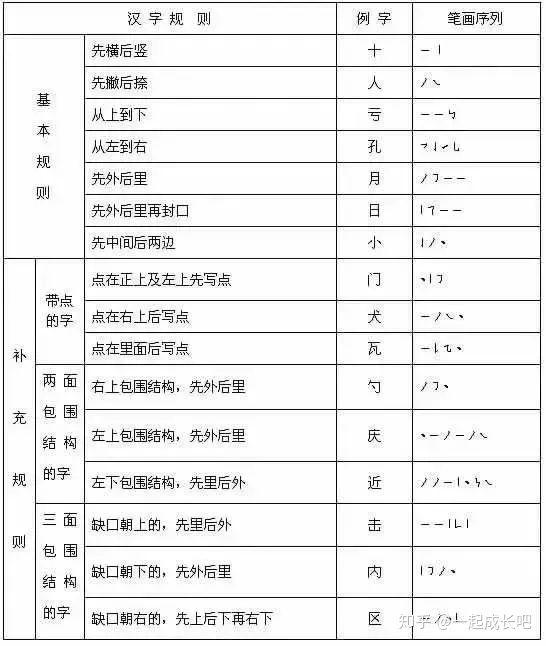 汉字规则 例字 笔画序列
基本规则
先横后竖 十 一丨
先撇后捺 人 丿㇏
从上到下 亏 一一㇉
从左到右 孔 ㇇亅㇀乚
先外后里 月 丿㇆一一
先外后里再封口 日 丨㇕一一
先中间后两边 小 亅丿丶
补充规则
带点的字
点在正上及左上先写点 门 丶丨㇆
点在右上后写点 犬 一丿㇏丶
点在里面后写点 瓦 一㇙㇈丶
两面包围结构的字
右上包围结构，先外后里 勺 丿㇆丶
左上包围结构，先外后里 庆 丶一丿一丿㇏
左下包围结构，先里后外 近 丿丿一丨丶㇋㇏
三面包围结构的字
缺口朝上的，先里后外 击 一一丨㇄丨
缺口朝下的，先外后里 内 丨㇆丿丶
缺口朝右的，先上后下再右下 区
知乎 @一起成长吧